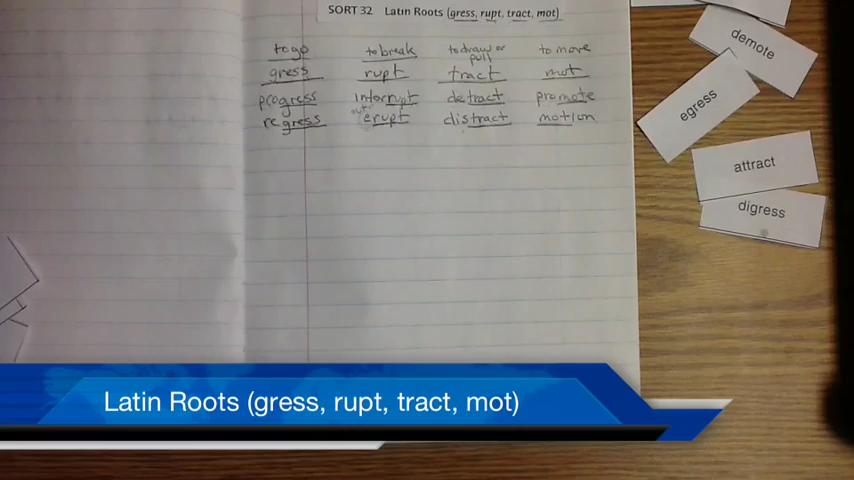 SORT 32 Latin Roots (gress, rupt, tract, mot)
to go to break to draw or pull to move
gress rupt tract mot
progress interrupt detract promote
out
regress erupt distract motion
demote
egress
attract
digress
Latin Roots (gress, rupt, tract, mot)